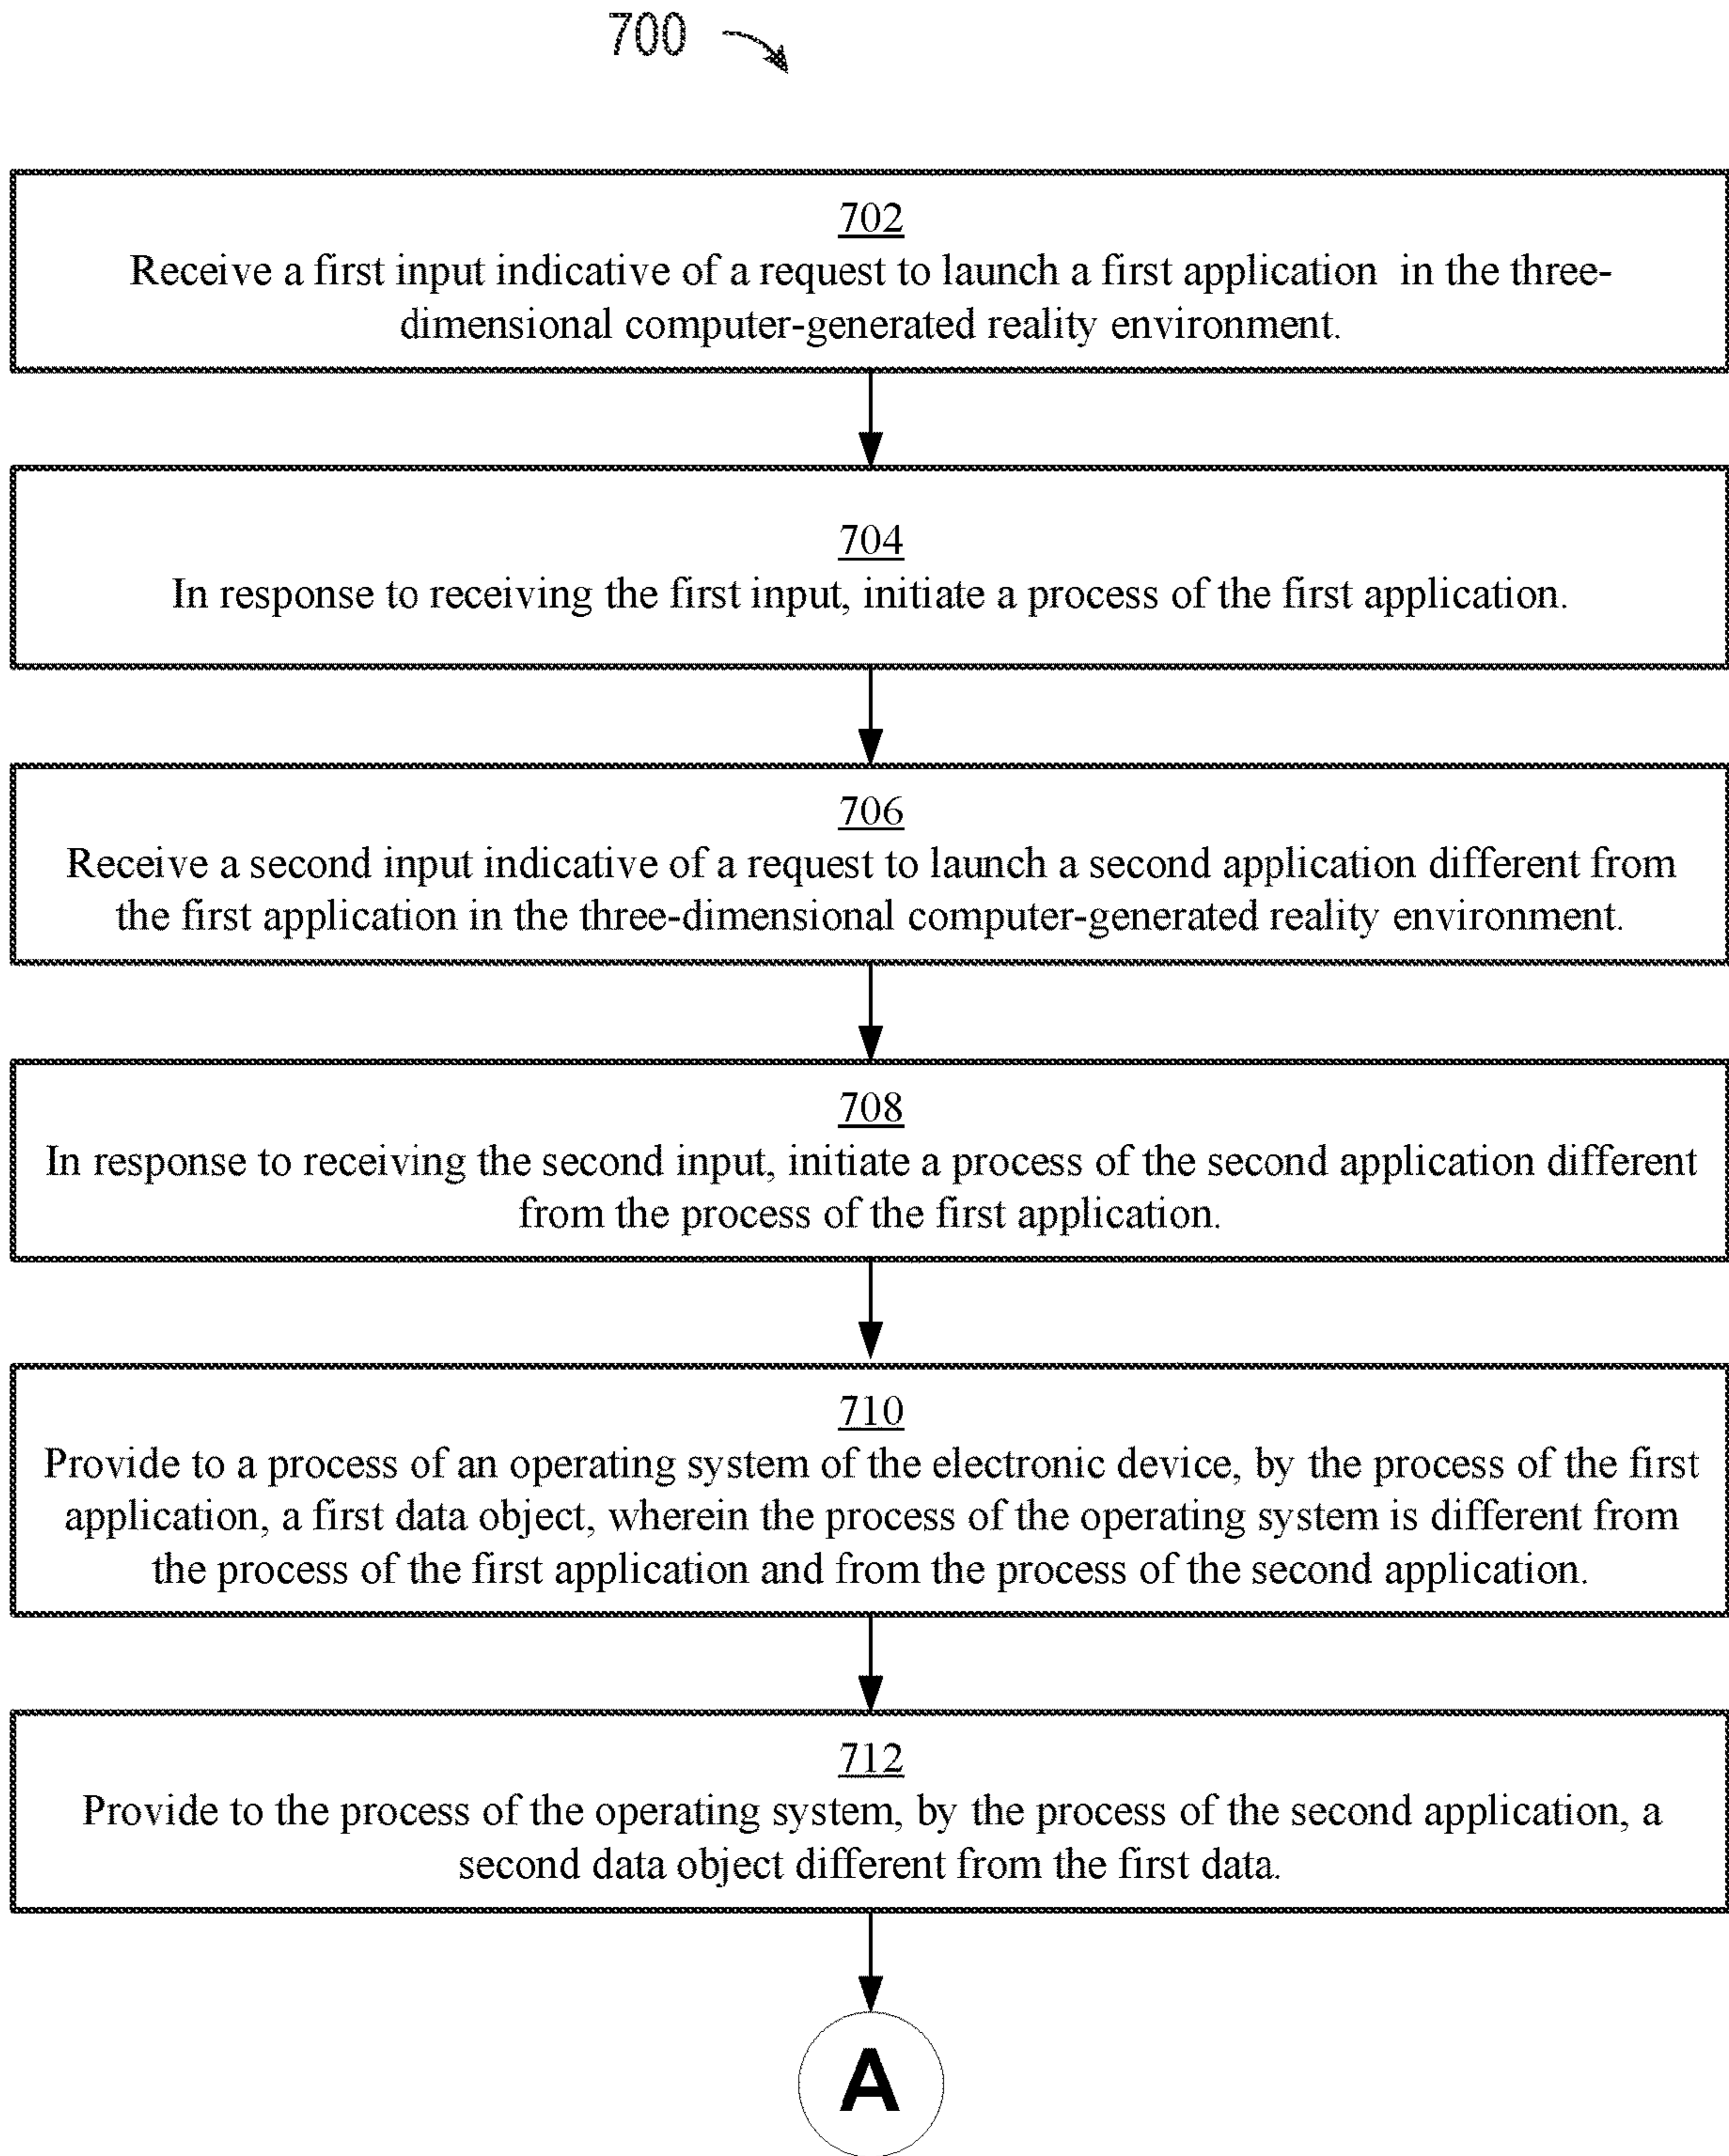 700
702
Receive a first input indicative of a request to launch a first application in the three-
dimensional computer-generated reality environment.
704
In response to receiving the first input, initiate a process of the first application.
706
Receive a second input indicative of a request to launch a second application different from
the first application in the three-dimensional computer-generated reality environment.
708
In response to receiving the second input, initiate a process of the second application different
from the process of the first application.
710
Provide to a process of an operating system of the electronic device, by the process of the first
application, a first data object, wherein the process of the operating system is different from
the process of the first application and from the process of the second application.
712
Provide to the process of the operating system, by the process of the second application, a
second data object different from the first data.
A